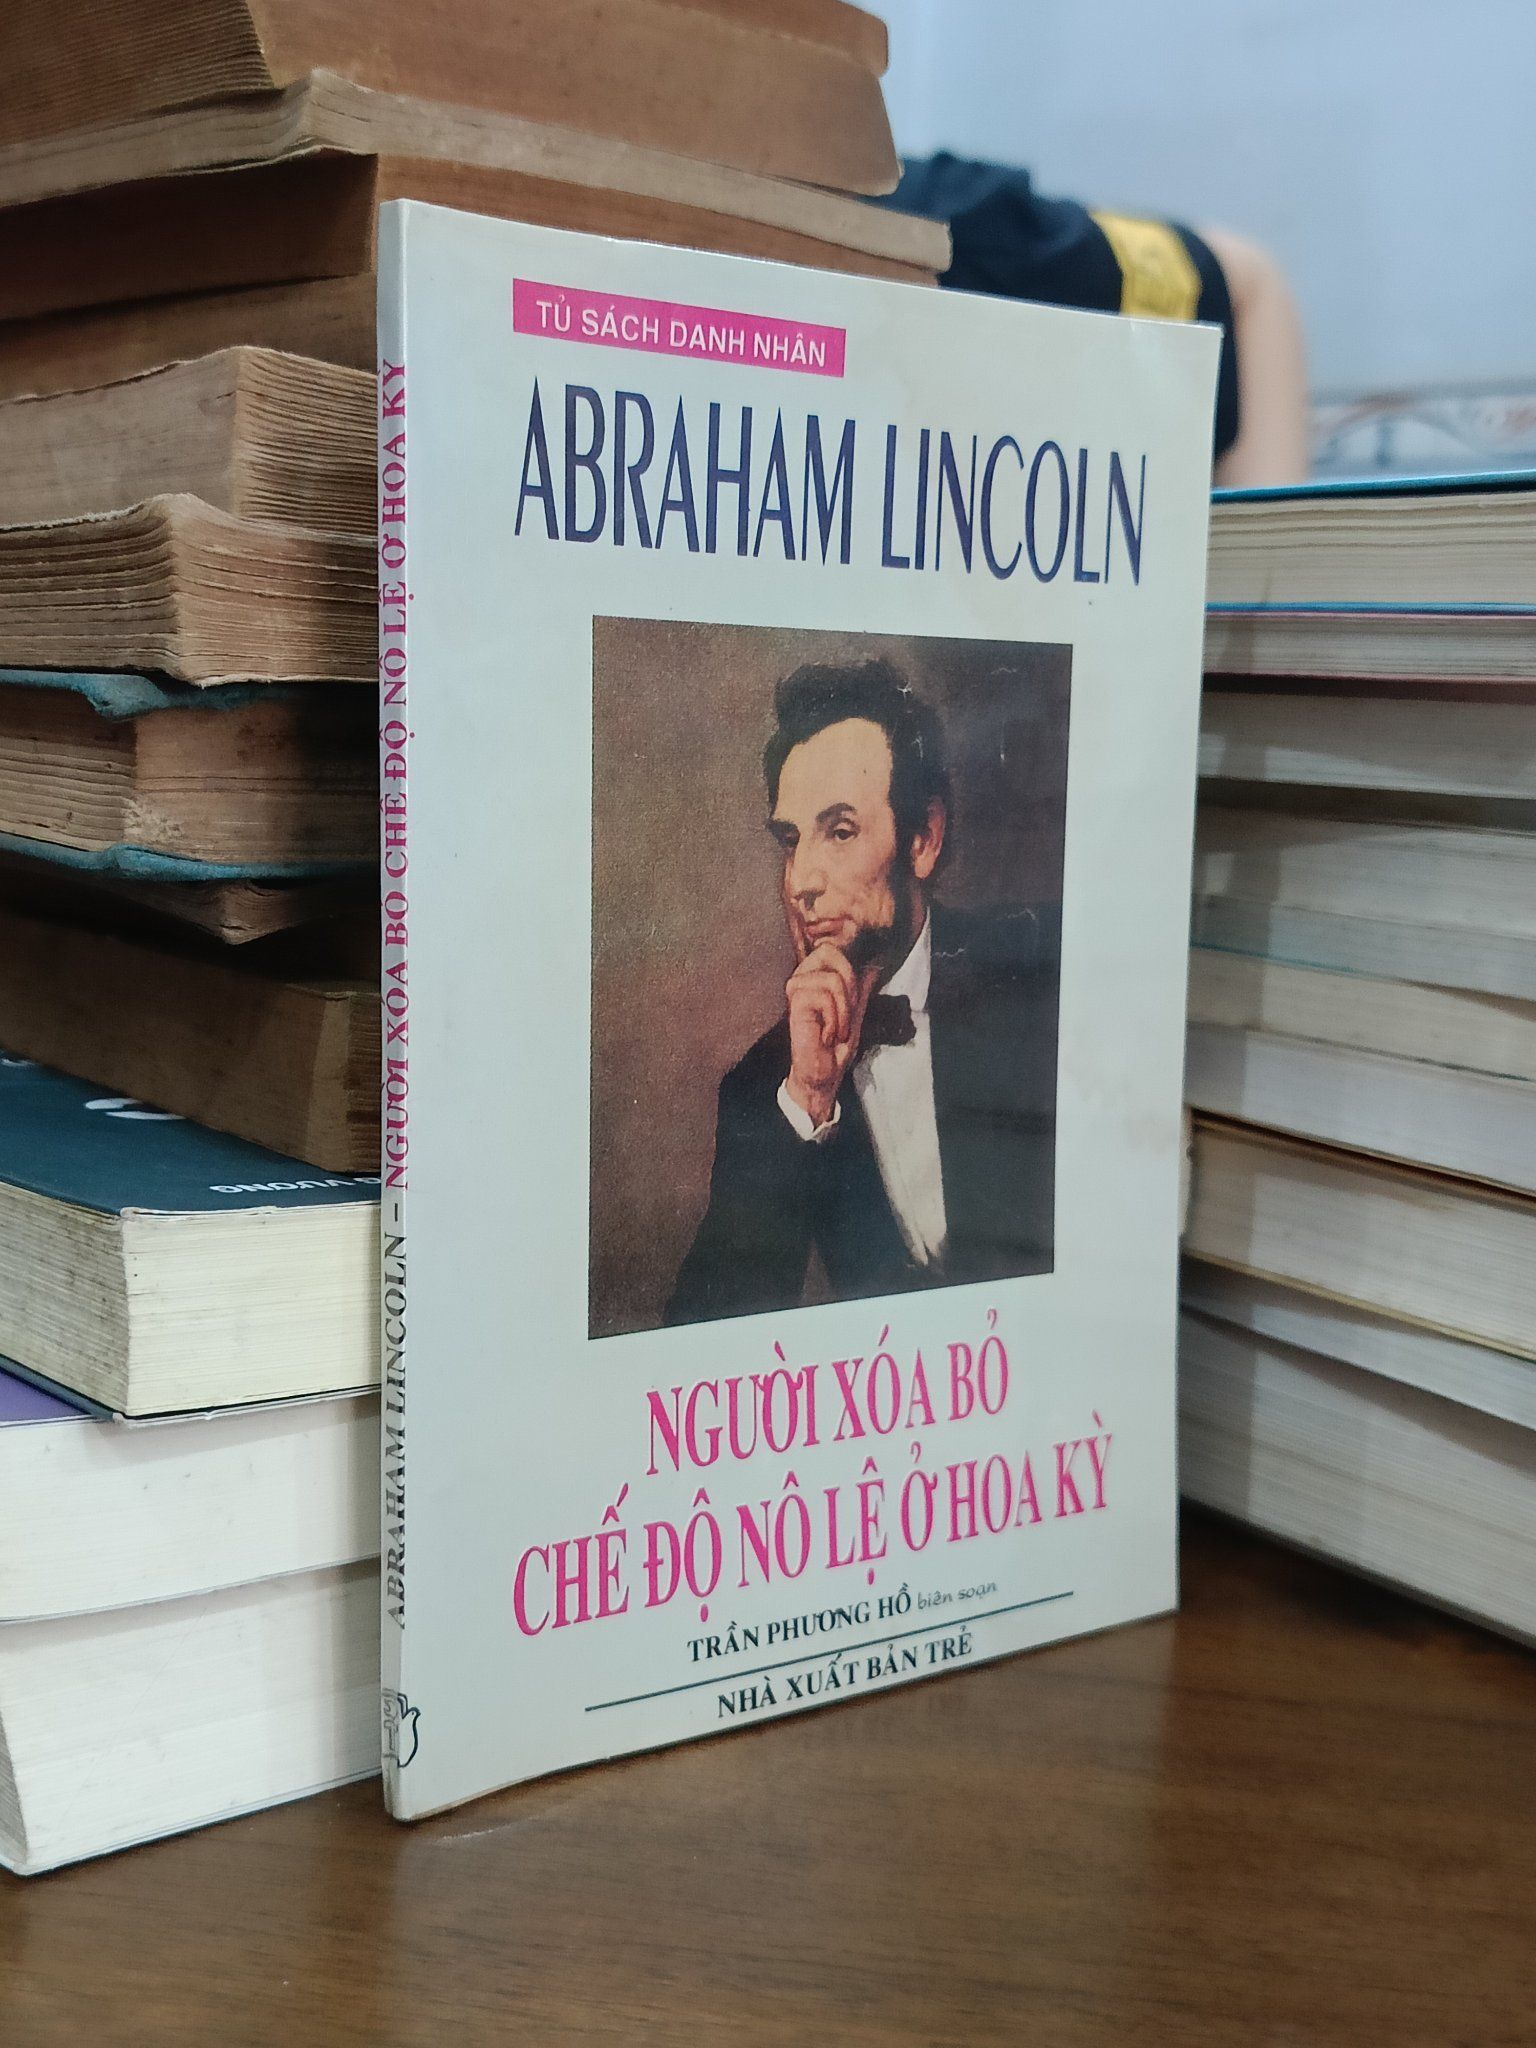 TỦ SÁCH DANH NHÂN
ABRAHAM LINCOLN
NGƯỜI XÓA BỎ
CHẾ ĐỘ NÔ LỆ Ở HOA KỲ
TRẦN PHƯƠNG HỒ biên soạn
NHÀ XUẤT BẢN TRẺ
ABRAHAM LINCOLN – NGƯỜI XÓA BỎ CHẾ ĐỘ NÔ LỆ Ở HOA KỲ
VƯƠNG